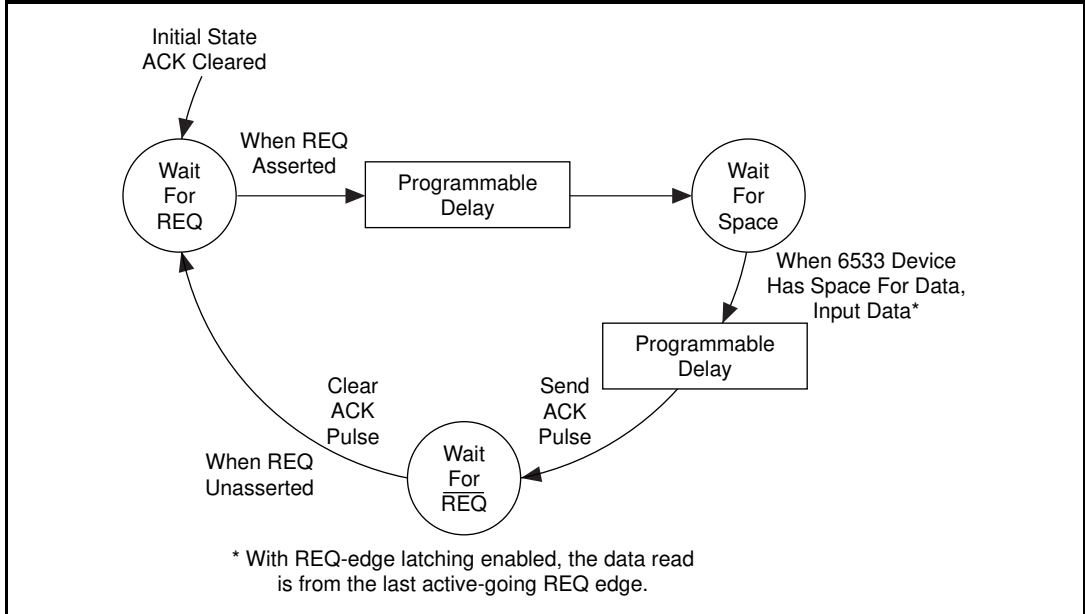 Initial State
ACK Cleared
Wait
For
REQ
When REQ
Asserted
Programmable
Delay
Wait
For
Space
When 6533 Device
Has Space For Data,
Input Data*
Programmable
Delay
Send
ACK
Pulse
Wait
For
R̅E̅Q̅
Clear
ACK
Pulse
When REQ
Unasserted
* With REQ-edge latching enabled, the data read
is from the last active-going REQ edge.